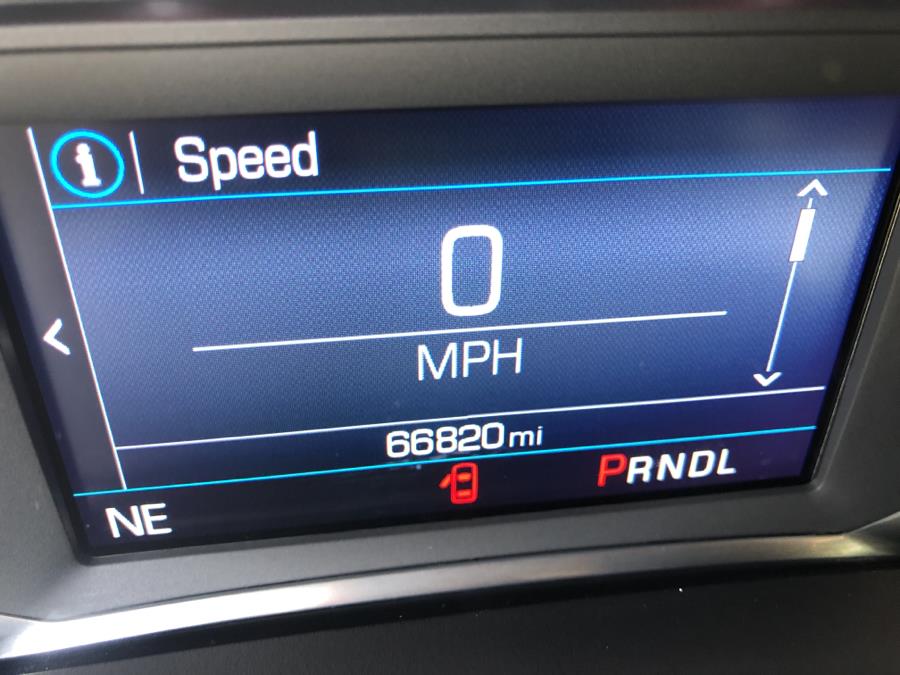 Speed
0
MPH
66820 mi
PRNDL
NE